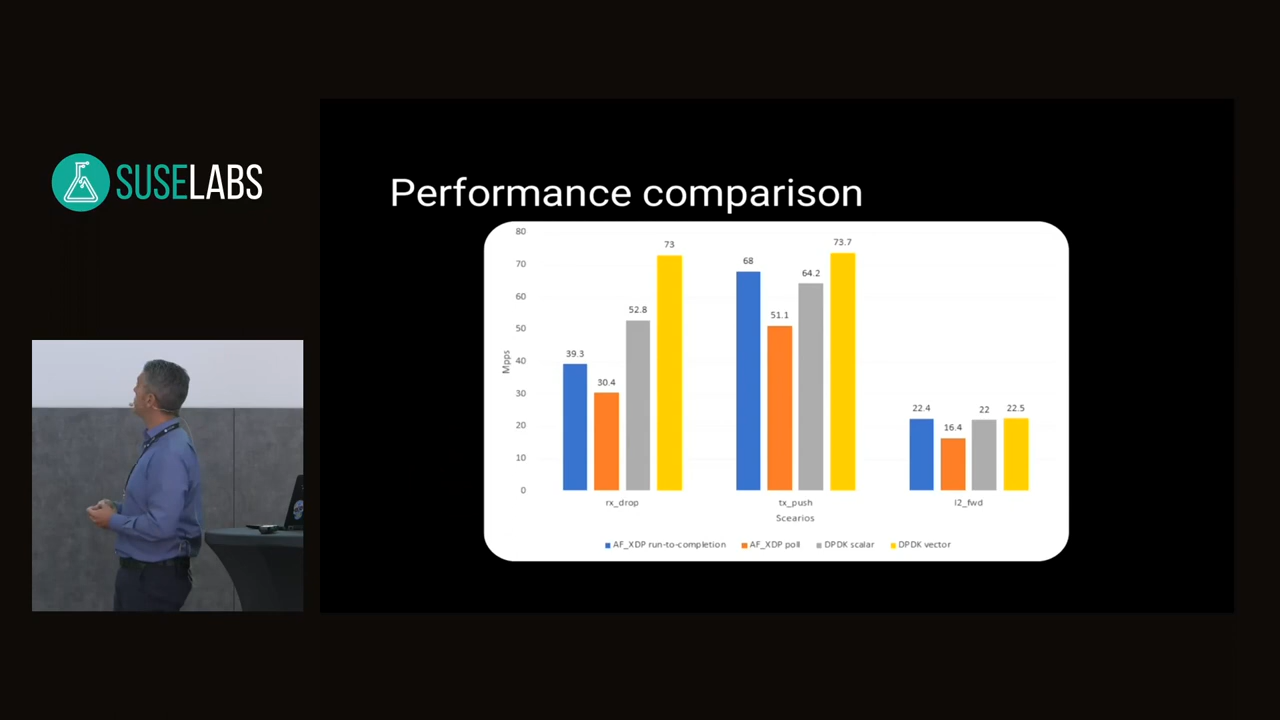 SUSELABS
Performance comparison
80
70
60
50
40
30
20
10
0
Mpps
39.3
30.4
52.8
73
68
51.1
64.2
73.7
22.4
16.4
22
22.5
rx_drop
tx_push
l2_fwd
Scearios
AF_XDP run-to-completion
AF_XDP poll
DPDK scalar
DPDK vector